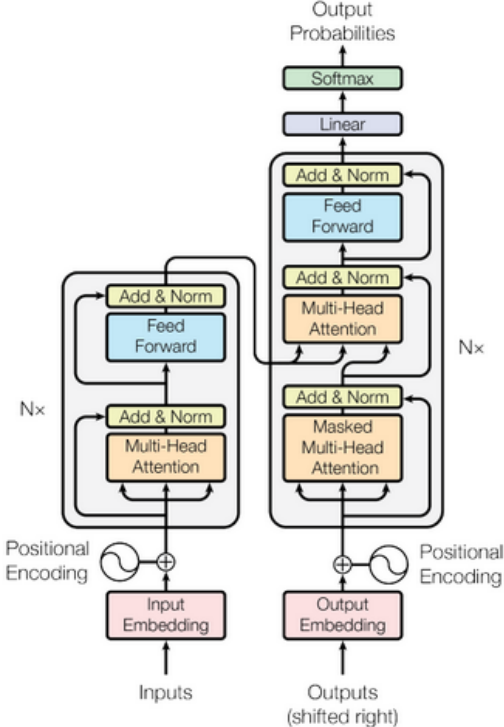 Output
Probabilities
Softmax
Linear
Add & Norm
Feed
Forward
Add & Norm
Multi-Head
Attention
Add & Norm
Masked
Multi-Head
Attention
Nx
Add & Norm
Feed
Forward
Add & Norm
Multi-Head
Attention
Nx
Positional
Encoding
Positional
Encoding
Input
Embedding
Output
Embedding
Inputs
Outputs
(shifted right)